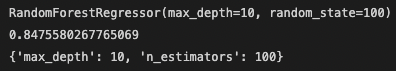 RandomForestRegressor(max_depth=10, random_state=100)
0.8475580267765069
{'max_depth': 10, 'n_estimators': 100}